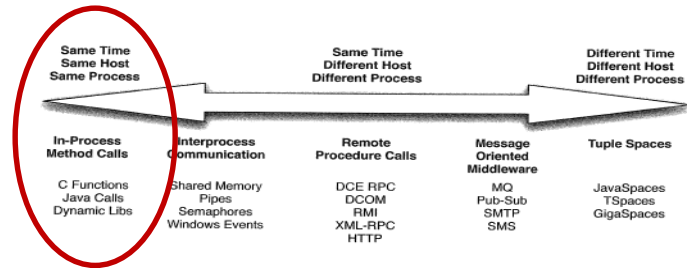 Same Time
Same Host
Same Process
Same Time
Different Host
Different Process
Different Time
Different Host
Different Process
In-Process
Method Calls
C Functions
Java Calls
Dynamic Libs
Interprocess
Communication
Shared Memory
Pipes
Semaphores
Windows Events
Remote
Procedure Calls
DCE RPC
DCOM
RMI
XML-RPC
HTTP
Message
Oriented
Middleware
MQ
Pub-Sub
SMTP
SMS
Tuple Spaces
JavaSpaces
TSpaces
GigaSpaces